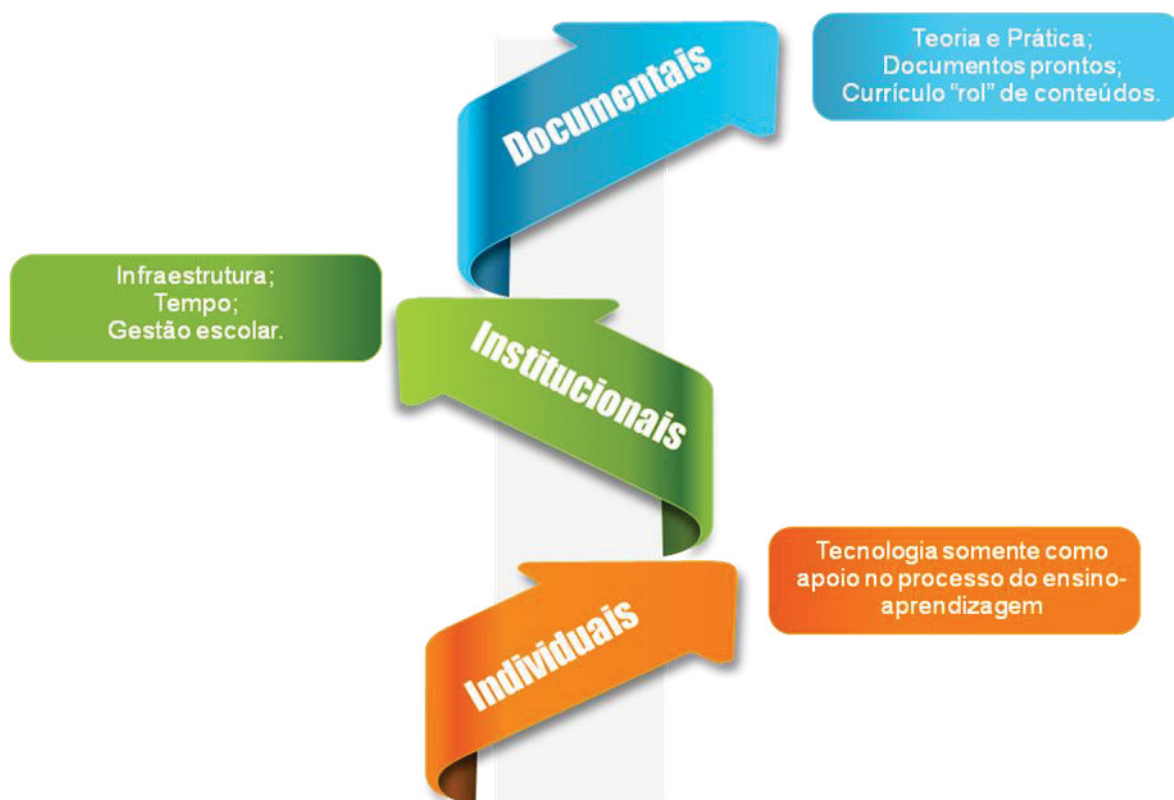 Documentais
Teoria e Prática;
Documentos prontos;
Currículo “rol” de conteúdos.
Infraestrutura;
Tempo;
Gestão escolar.
Institucionais
Tecnologia somente como
apoio no processo do ensino-
aprendizagem
Individuais